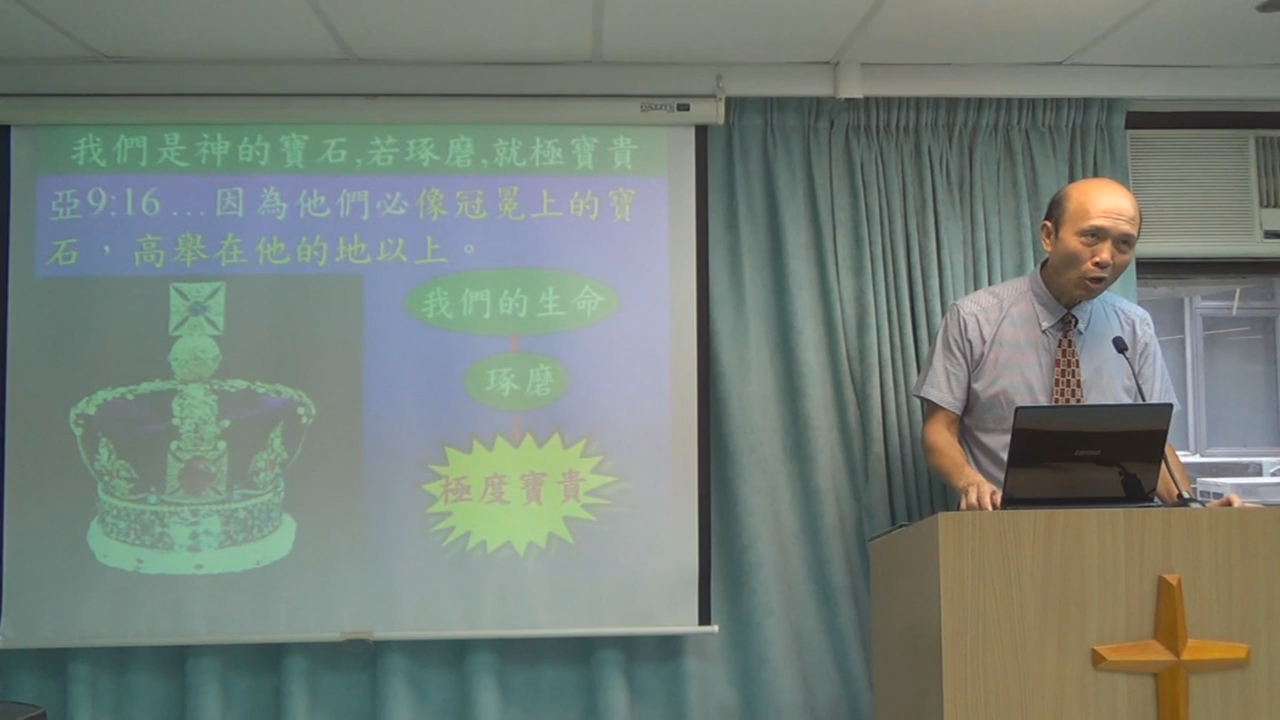 我們是神的寶石,若琢磨,就極寶貴
亞9:16...因為他們必像冠冕上的寶
石，高舉在他的地以上。
我們的生命
琢磨
極度寶貴